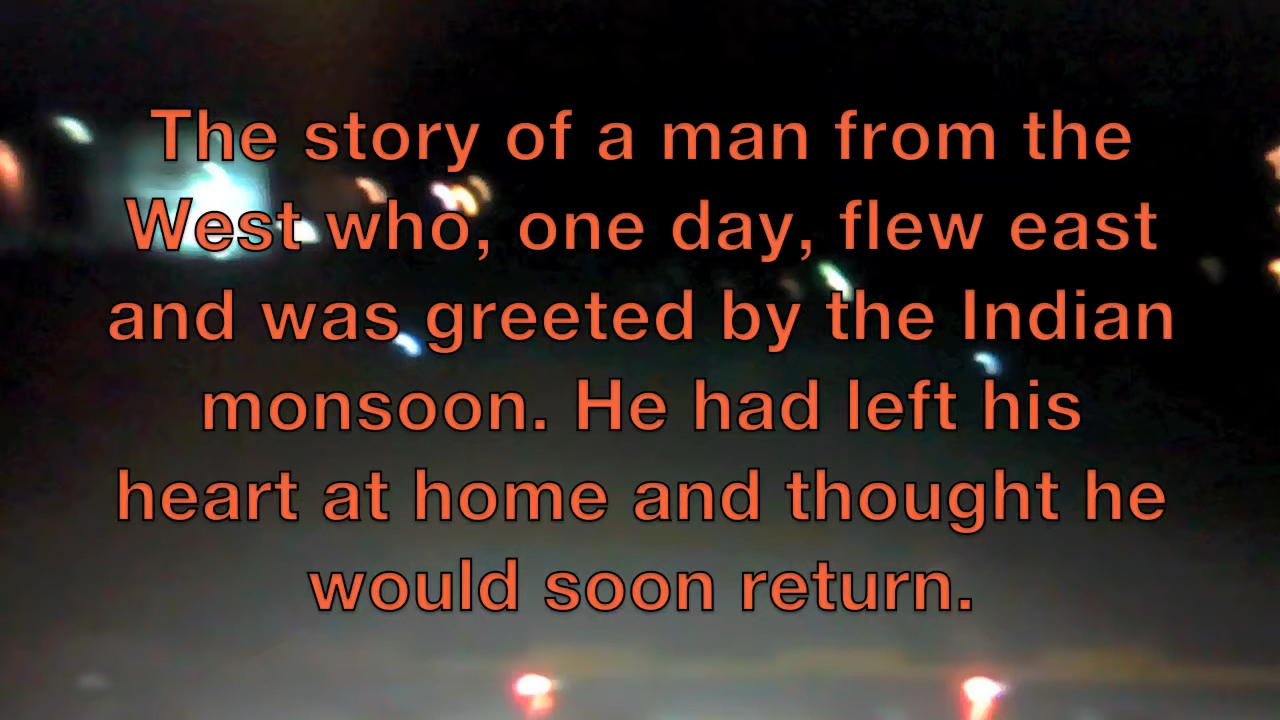 The story of a man from the
West who, one day, flew east
and was greeted by the Indian
monsoon. He had left his
heart at home and thought he
would soon return.